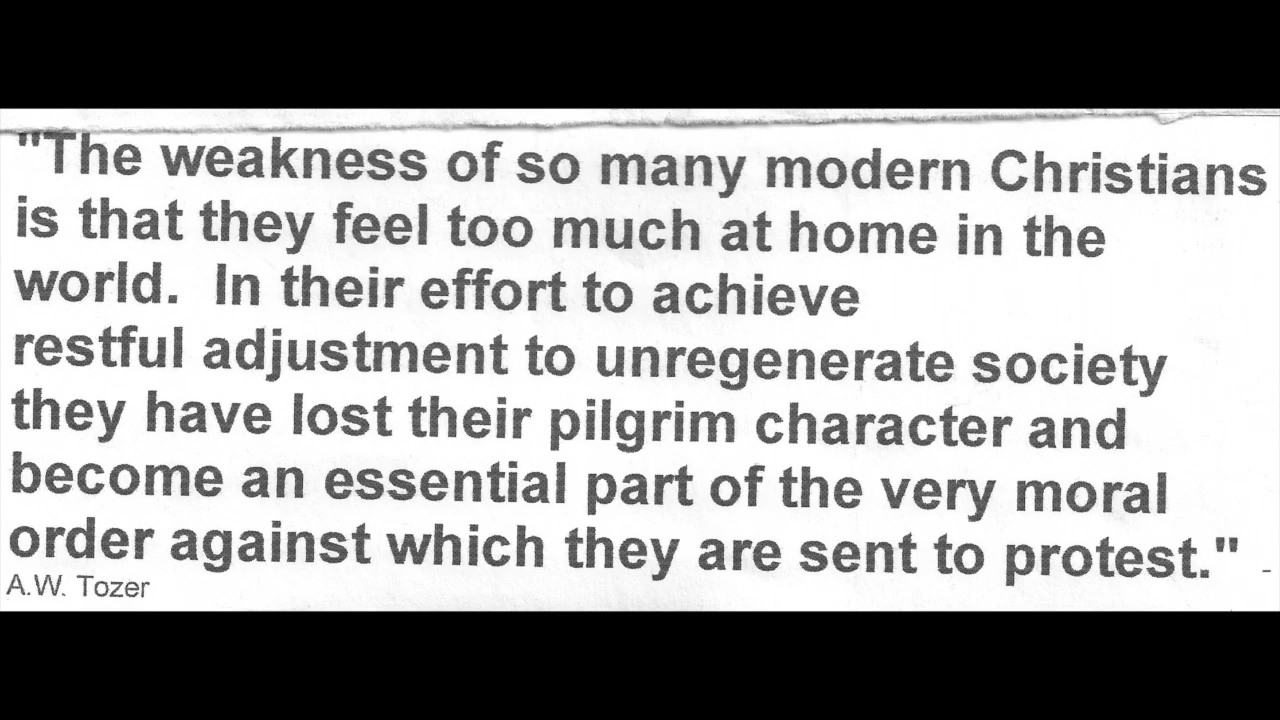 "The weakness of so many modern Christians
is that they feel too much at home in the
world.  In their effort to achieve
restful adjustment to unregenerate society
they have lost their pilgrim character and
become an essential part of the very moral
order against which they are sent to protest." -
A.W. Tozer